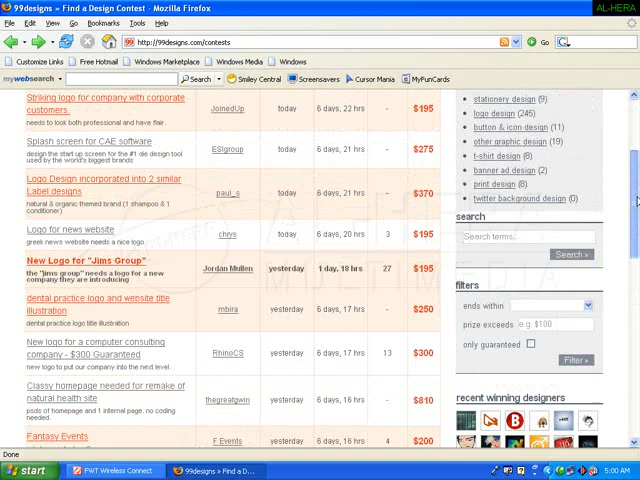 99designs » Find a Design Contest - Mozilla Firefox
AL-HERA
File Edit View Go Bookmarks Tools Help
http://99designs.com/contests
Go
Customize Links Free Hotmail Windows Marketplace Windows Media Windows
mywebsearch Search Smiley Central Screensavers Cursor Mania MyFunCards
Striking logo for company with corporate
customers.
needs to look both professional and have flair.
JoinedUp today 6 days, 22 hrs - $195
Splash screen for CAE software
design the start up screen for the #1 die design tool
used by the world's biggest brands
ESIgroup today 6 days, 21 hrs - $275
Logo Design incorporated into 2 similar
Label designs
natural & organic themed brand (1 shampoo & 1
conditioner)
paul_s today 6 days, 21 hrs - $370
Logo for news website
greek news website needs a nice logo
chrys today 6 days, 20 hrs 3 $195
New Logo for "Jims Group"
the "jims group" needs a logo for a new
company they are introducing
Jordan Mullen yesterday 1 day, 18 hrs 27 $195
dental practice logo and website title
illustration
dental practice logo title illustration
mbira yesterday 6 days, 17 hrs - $250
New logo for a computer consulting
company - $300 Guaranteed
new logo to put our company into the next level.
RhinoCS yesterday 6 days, 17 hrs 13 $300
Classy homepage needed for remake of
natural health site
psds of homepage and 1 internal page. no coding
needed.
thegreatgwin yesterday 6 days, 16 hrs - $810
Fantasy Events
F Events yesterday 6 days, 16 hrs 4 $200
stationery design (9)
logo design (245)
button & icon design (11)
other graphic design (19)
t-shirt design (8)
banner ad design (2)
print design (8)
twitter background design (0)
search
Search terms...
Search »
filters
ends within
prize exceeds e.g. $100
only guaranteed
Filter »
recent winning designers
AL-HERA
MULTIMEDIA
Done
start FWT Wireless Connect 99designs » Find a D... 5:00 AM